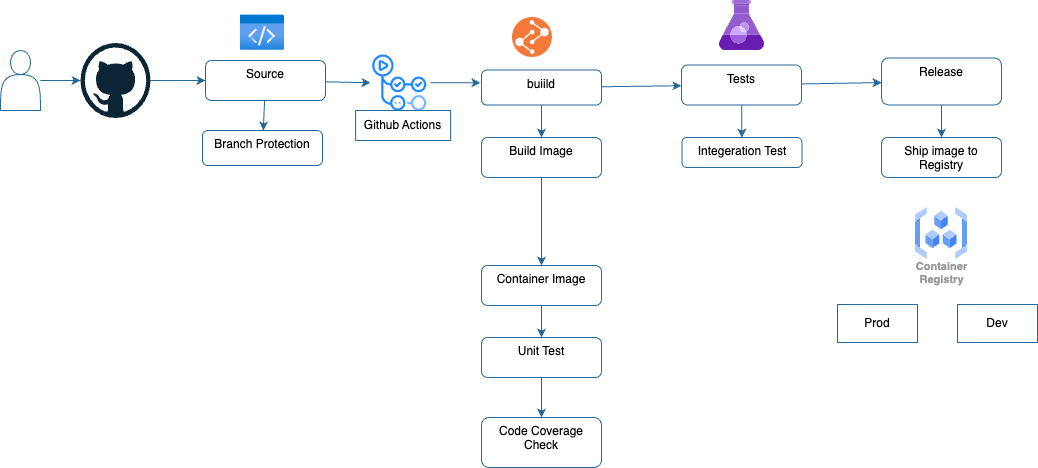 Source
Branch Protection
Github Actions
buiild
Build Image
Container Image
Unit Test
Code Coverage
Check
Tests
Integeration Test
Release
Ship image to
Registry
Container
Registry
Prod
Dev